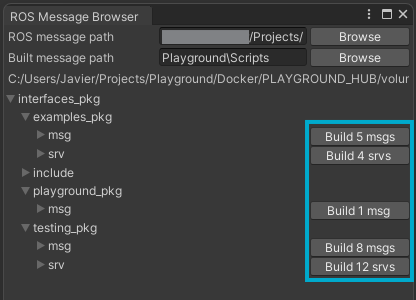 ROS Message Browser
ROS message path /Projects/ Browse
Built message path Playground\Scripts Browse
C:/Users/Javier/Projects/Playground/Docker/PLAYGROUND_HUB/volur
interfaces_pkg
examples_pkg
msg Build 5 msgs
srv Build 4 srvs
include
playground_pkg
msg Build 1 msg
testing_pkg
msg Build 8 msgs
srv Build 12 srvs